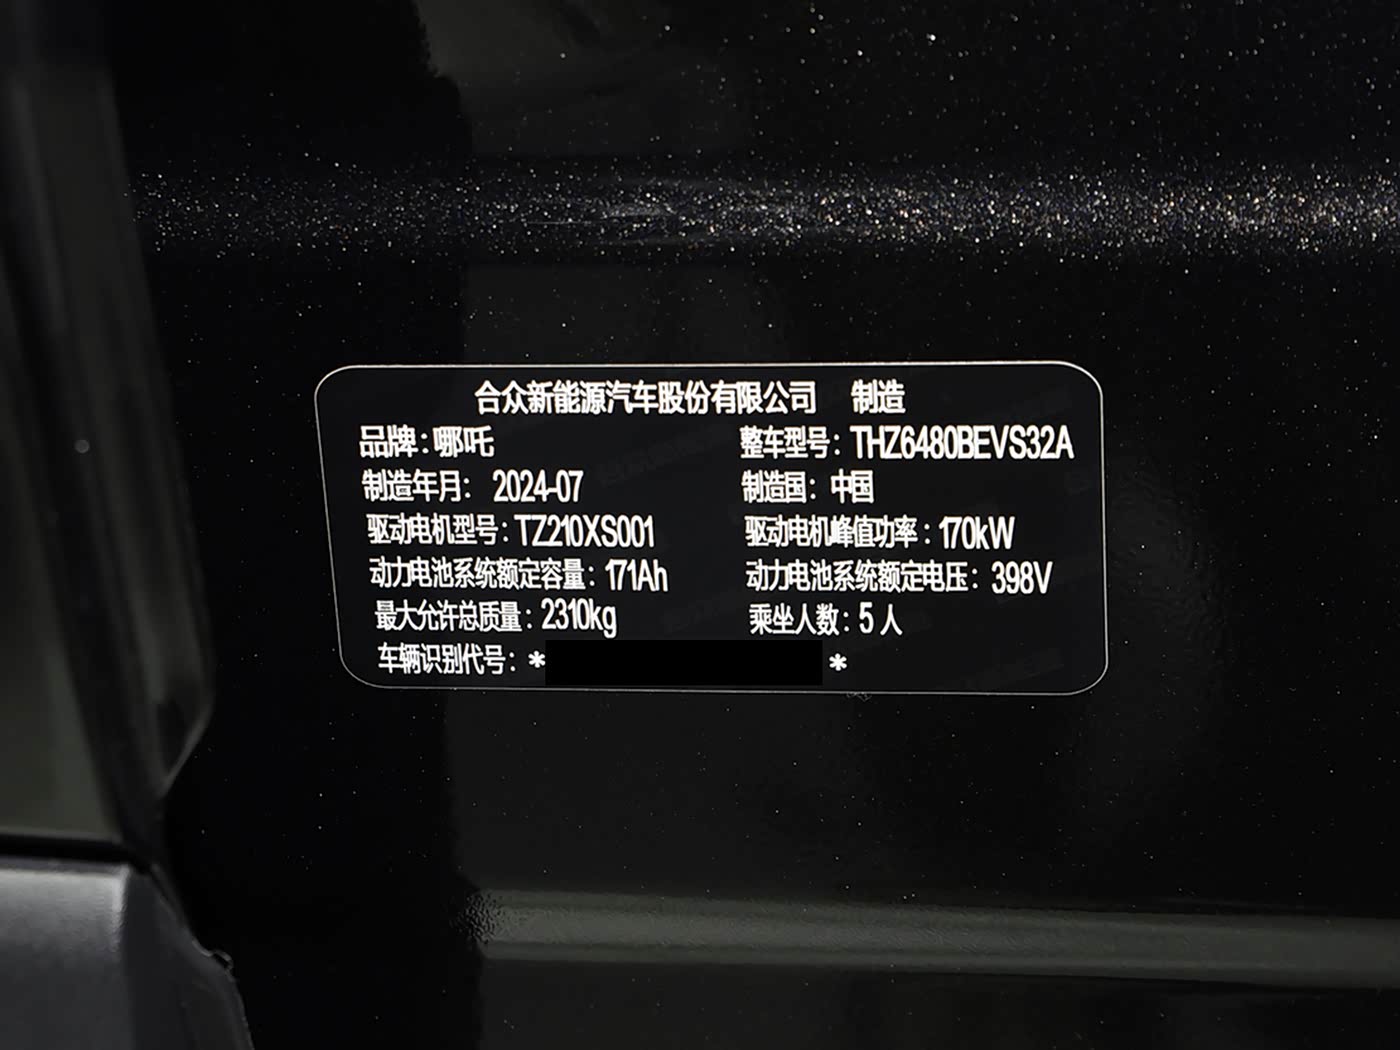 合众新能源汽车股份有限公司 制造
品牌：哪吒 整车型号：THZ6480BEVS32A
制造年月： 2024-07 制造国：中国
驱动电机型号：TZ210XS001 驱动电机峰值功率：170kW
动力电池系统额定容量：171Ah 动力电池系统额定电压：398V
最大允许总质量：2310kg 乘坐人数：5 人
车辆识别代号：* *